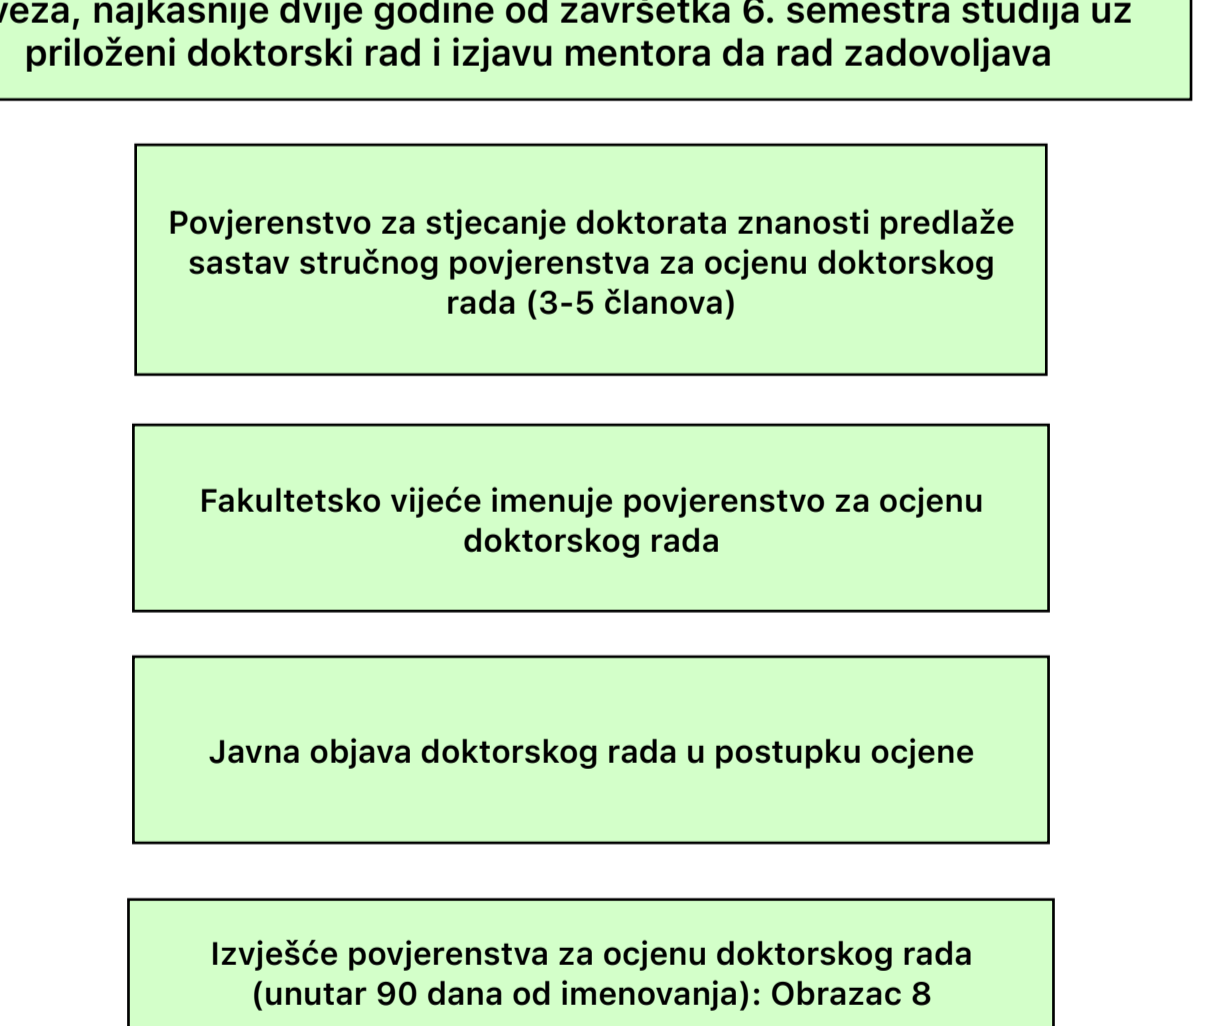 veza, najkasnije dvije godine od završetka 6. semestra studija uz
priloženi doktorski rad i izjavu mentora da rad zadovoljava
Povjerenstvo za stjecanje doktorata znanosti predlaže
sastav stručnog povjerenstva za ocjenu doktorskog
rada (3-5 članova)
Fakultetsko vijeće imenuje povjerenstvo za ocjenu
doktorskog rada
Javna objava doktorskog rada u postupku ocjene
Izvješće povjerenstva za ocjenu doktorskog rada
(unutar 90 dana od imenovanja): Obrazac 8